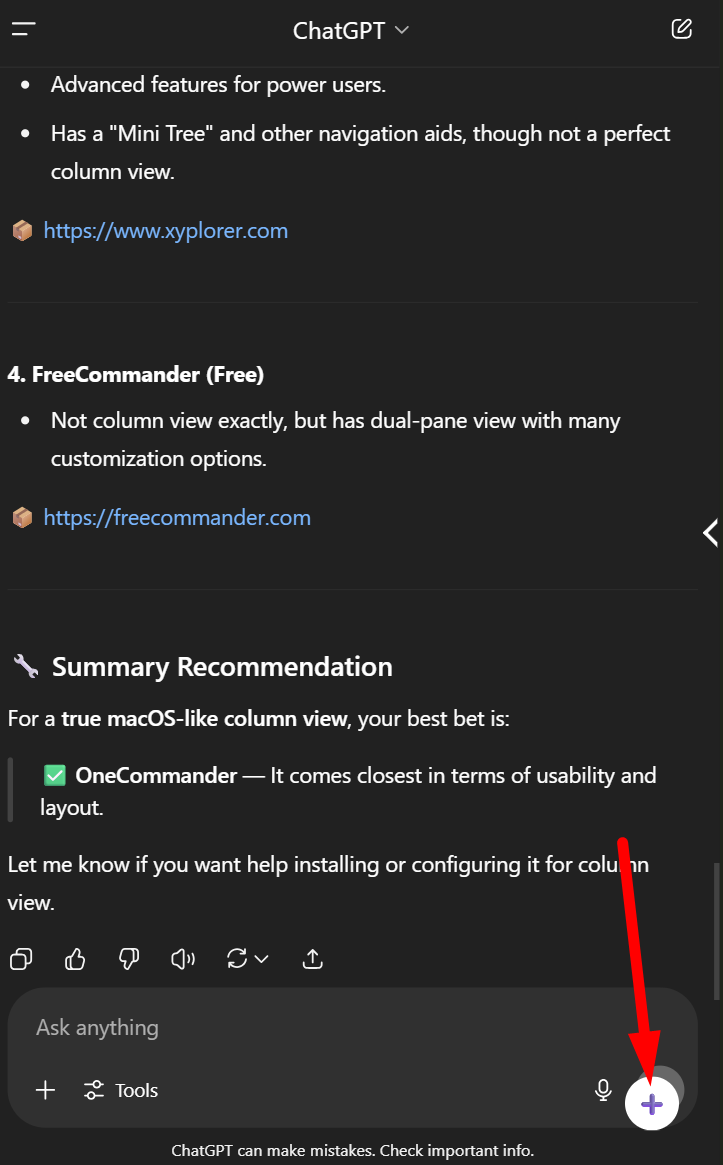 ChatGPT
Advanced features for power users.
Has a "Mini Tree" and other navigation aids, though not a perfect
column view.
https://www.xyplorer.com
4. FreeCommander (Free)
Not column view exactly, but has dual-pane view with many
customization options.
https://freecommander.com
Summary Recommendation
For a true macOS-like column view, your best bet is:
OneCommander — It comes closest in terms of usability and
layout.
Let me know if you want help installing or configuring it for column
view.
Ask anything
Tools
ChatGPT can make mistakes. Check important info.